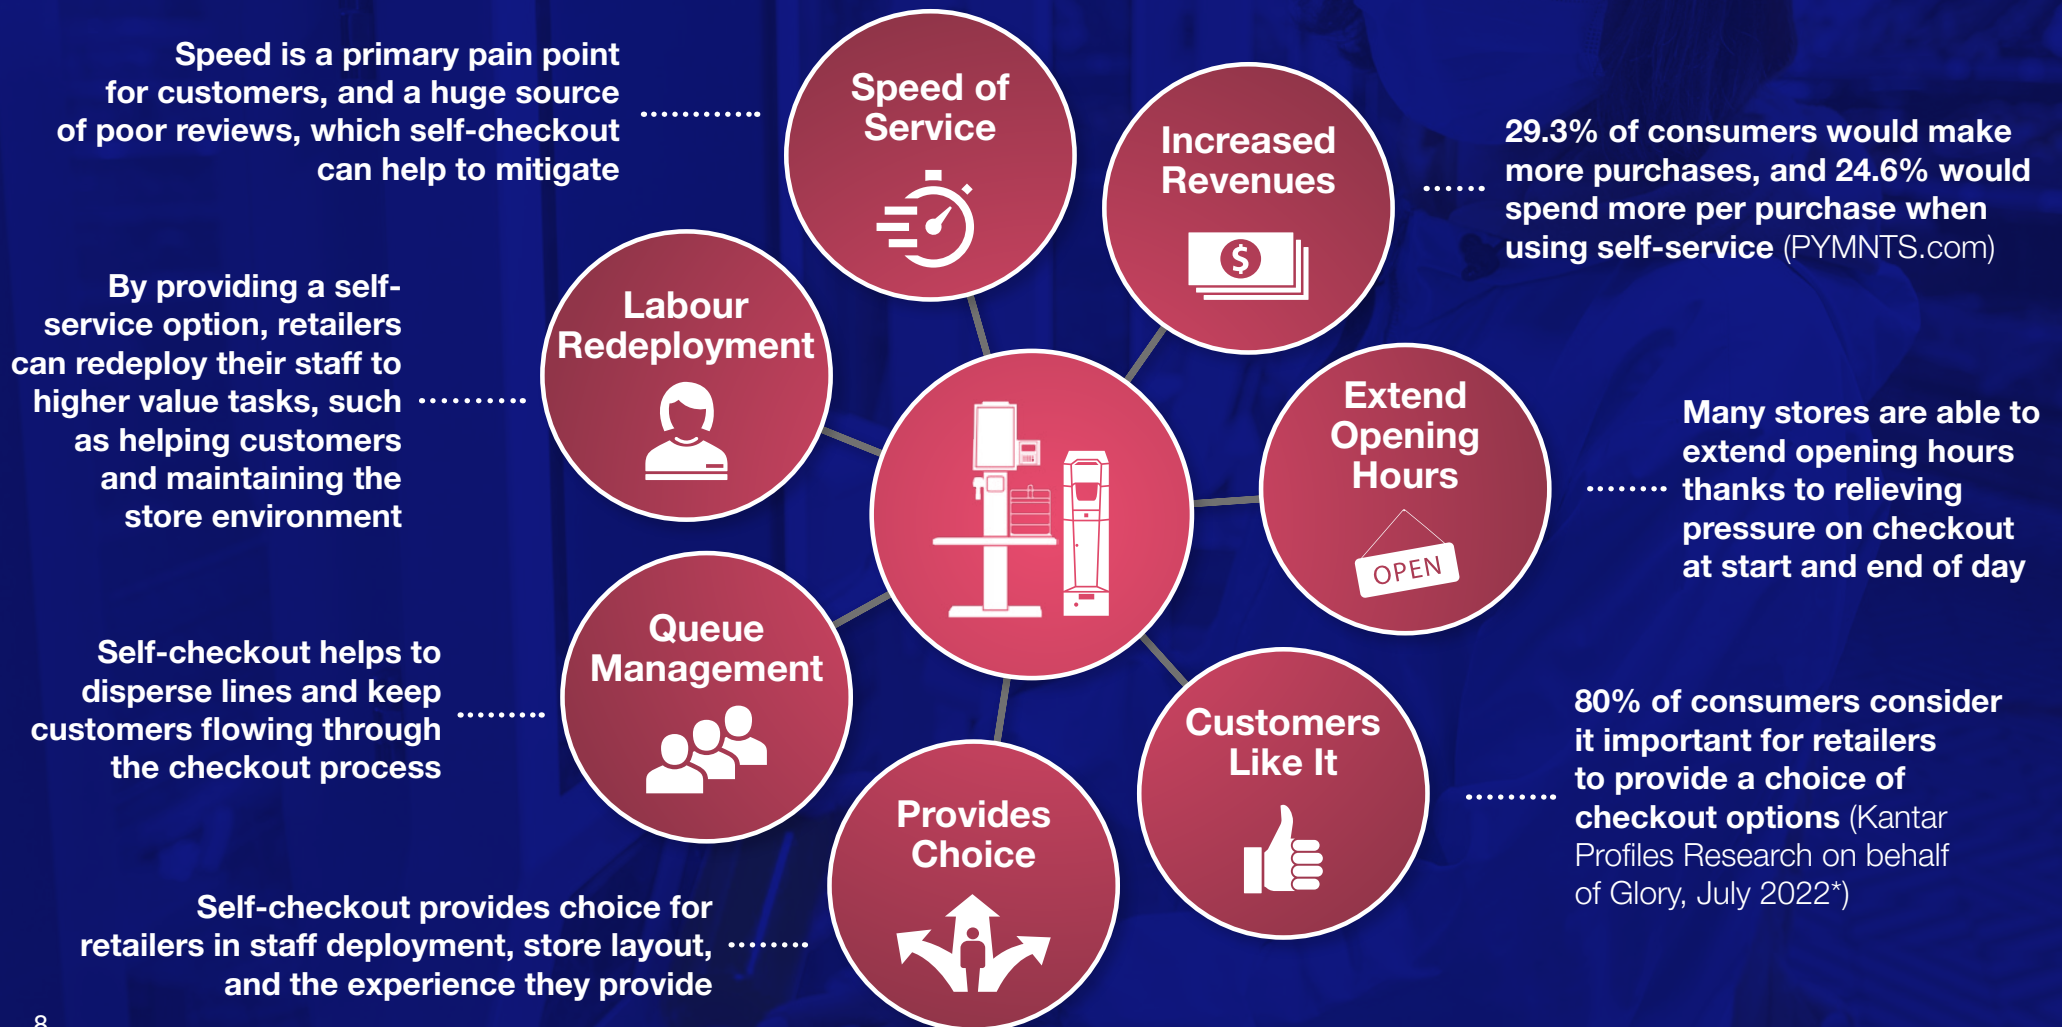 Speed is a primary pain point
for customers, and a huge source
of poor reviews, which self-checkout
can help to mitigate
Speed of
Service
Increased
Revenues
$
29.3% of consumers would make
more purchases, and 24.6% would
spend more per purchase when
using self-service (PYMNTS.com)
By providing a self-
service option, retailers
can redeploy their staff to
higher value tasks, such
as helping customers
and maintaining the
store environment
Labour
Redeployment
Extend
Opening
Hours
OPEN
Many stores are able to
extend opening hours
thanks to relieving
pressure on checkout
at start and end of day
Self-checkout helps to
disperse lines and keep
customers flowing through
the checkout process
Queue
Management
Customers
Like It
80% of consumers consider
it important for retailers
to provide a choice of
checkout options (Kantar
Profiles Research on behalf
of Glory, July 2022*)
Provides
Choice
Self-checkout provides choice for
retailers in staff deployment, store layout,
and the experience they provide
8